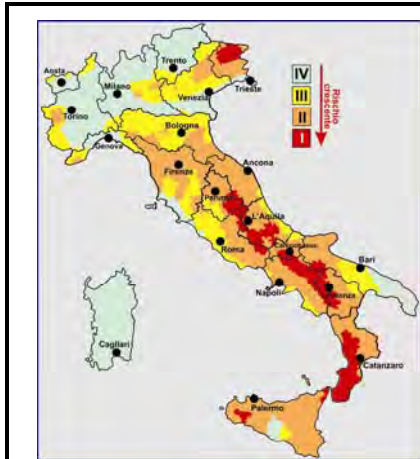 Trento
Aosta
Milano
Trieste
Venezia
Torino
Bologna
Genova
Firenze
Ancona
Perugia
L'Aquila
Roma
Campobasso
Bari
Napoli
Potenza
Cagliari
Catanzaro
Palermo
IV
III
II
I
Rischio
crescente